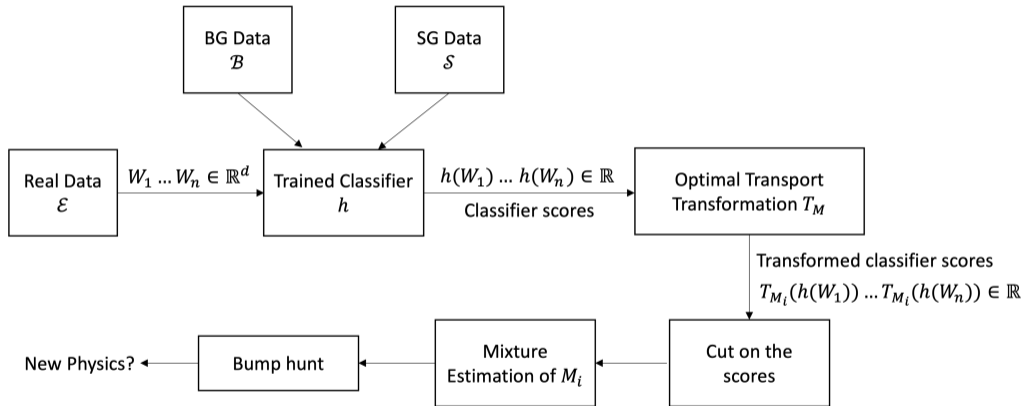 BG Data
ℬ
SG Data
𝒮
Real Data
ℰ
W₁ … Wₙ ∈ ℝᵈ
Trained Classifier
h
h(W₁) … h(Wₙ) ∈ ℝ
Classifier scores
Optimal Transport
Transformation T_M
Transformed classifier scores
T_{M_i}(h(W₁)) … T_{M_i}(h(Wₙ)) ∈ ℝ
Cut on the
scores
Mixture
Estimation of M_i
Bump hunt
New Physics?